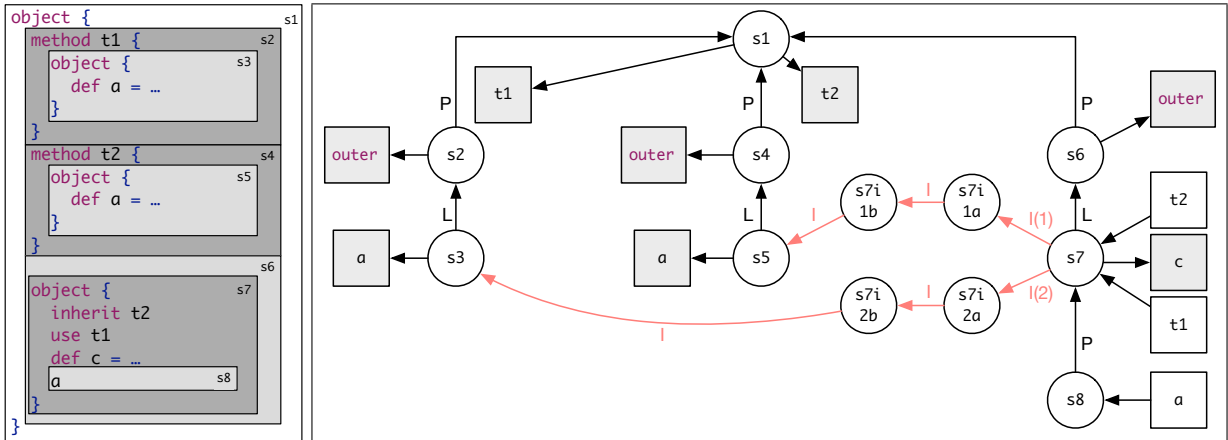 object {
s1
method t1 {
s2
object {
s3
def a = …
}
}
method t2 {
s4
object {
s5
def a = …
}
}
s6
object {
s7
inherit t2
use t1
def c = …
a
s8
}
}
s1
t1
t2
P
P
P
outer
outer
outer
s2
s4
s6
L
L
L
s7i
1b
I
s7i
1a
I(1)
t2
I
a
s3
a
s5
s7
c
I(2)
s7i
2b
I
s7i
2a
t1
I
P
s8
a